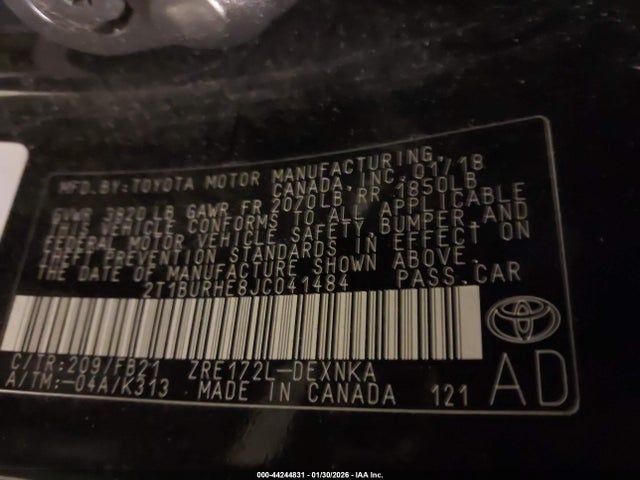 MFD.BY:TOYOTA MOTOR MANUFACTURING,
CANADA, INC. 01/18
GVWR 3820 LB GAWR FR 2070LB RR 1850LB
THIS VEHICLE CONFORMS TO ALL APPLICABLE
FEDERAL MOTOR VEHICLE SAFETY,BUMPER,AND
THEFT PREVENTION STANDARDS IN EFFECT ON
THE DATE OF MANUFACTURE SHOWN ABOVE.
2T1BURHE8JC041484 PASS.CAR
C/TR:209/FB21 ZRE172L-DEXNKA
A/TM:-04A/K313 MADE IN CANADA 121
AD
000-44244831 - 01/30/2026 - IAA Inc.